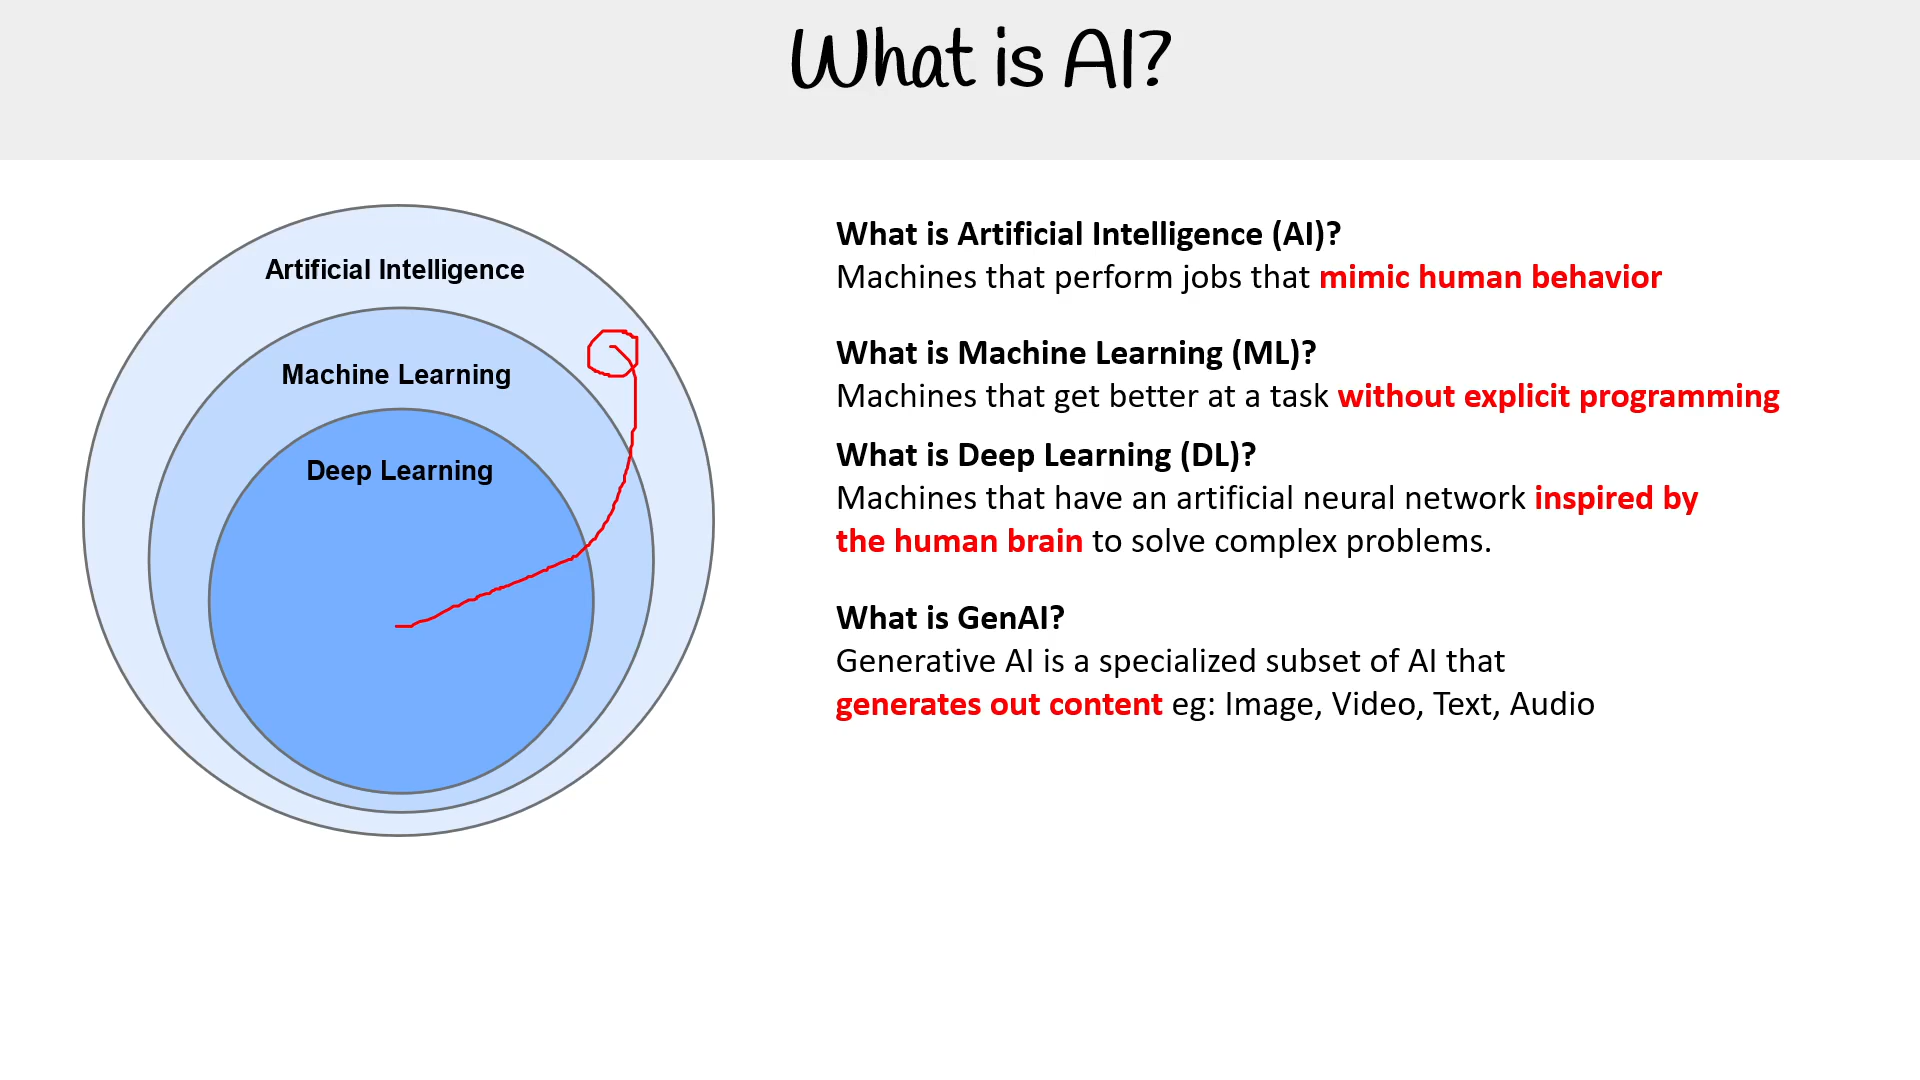 What is AI?
Artificial Intelligence
Machine Learning
Deep Learning
What is Artificial Intelligence (AI)?
Machines that perform jobs that mimic human behavior
What is Machine Learning (ML)?
Machines that get better at a task without explicit programming
What is Deep Learning (DL)?
Machines that have an artificial neural network inspired by
the human brain to solve complex problems.
What is GenAI?
Generative AI is a specialized subset of AI that
generates out content eg: Image, Video, Text, Audio